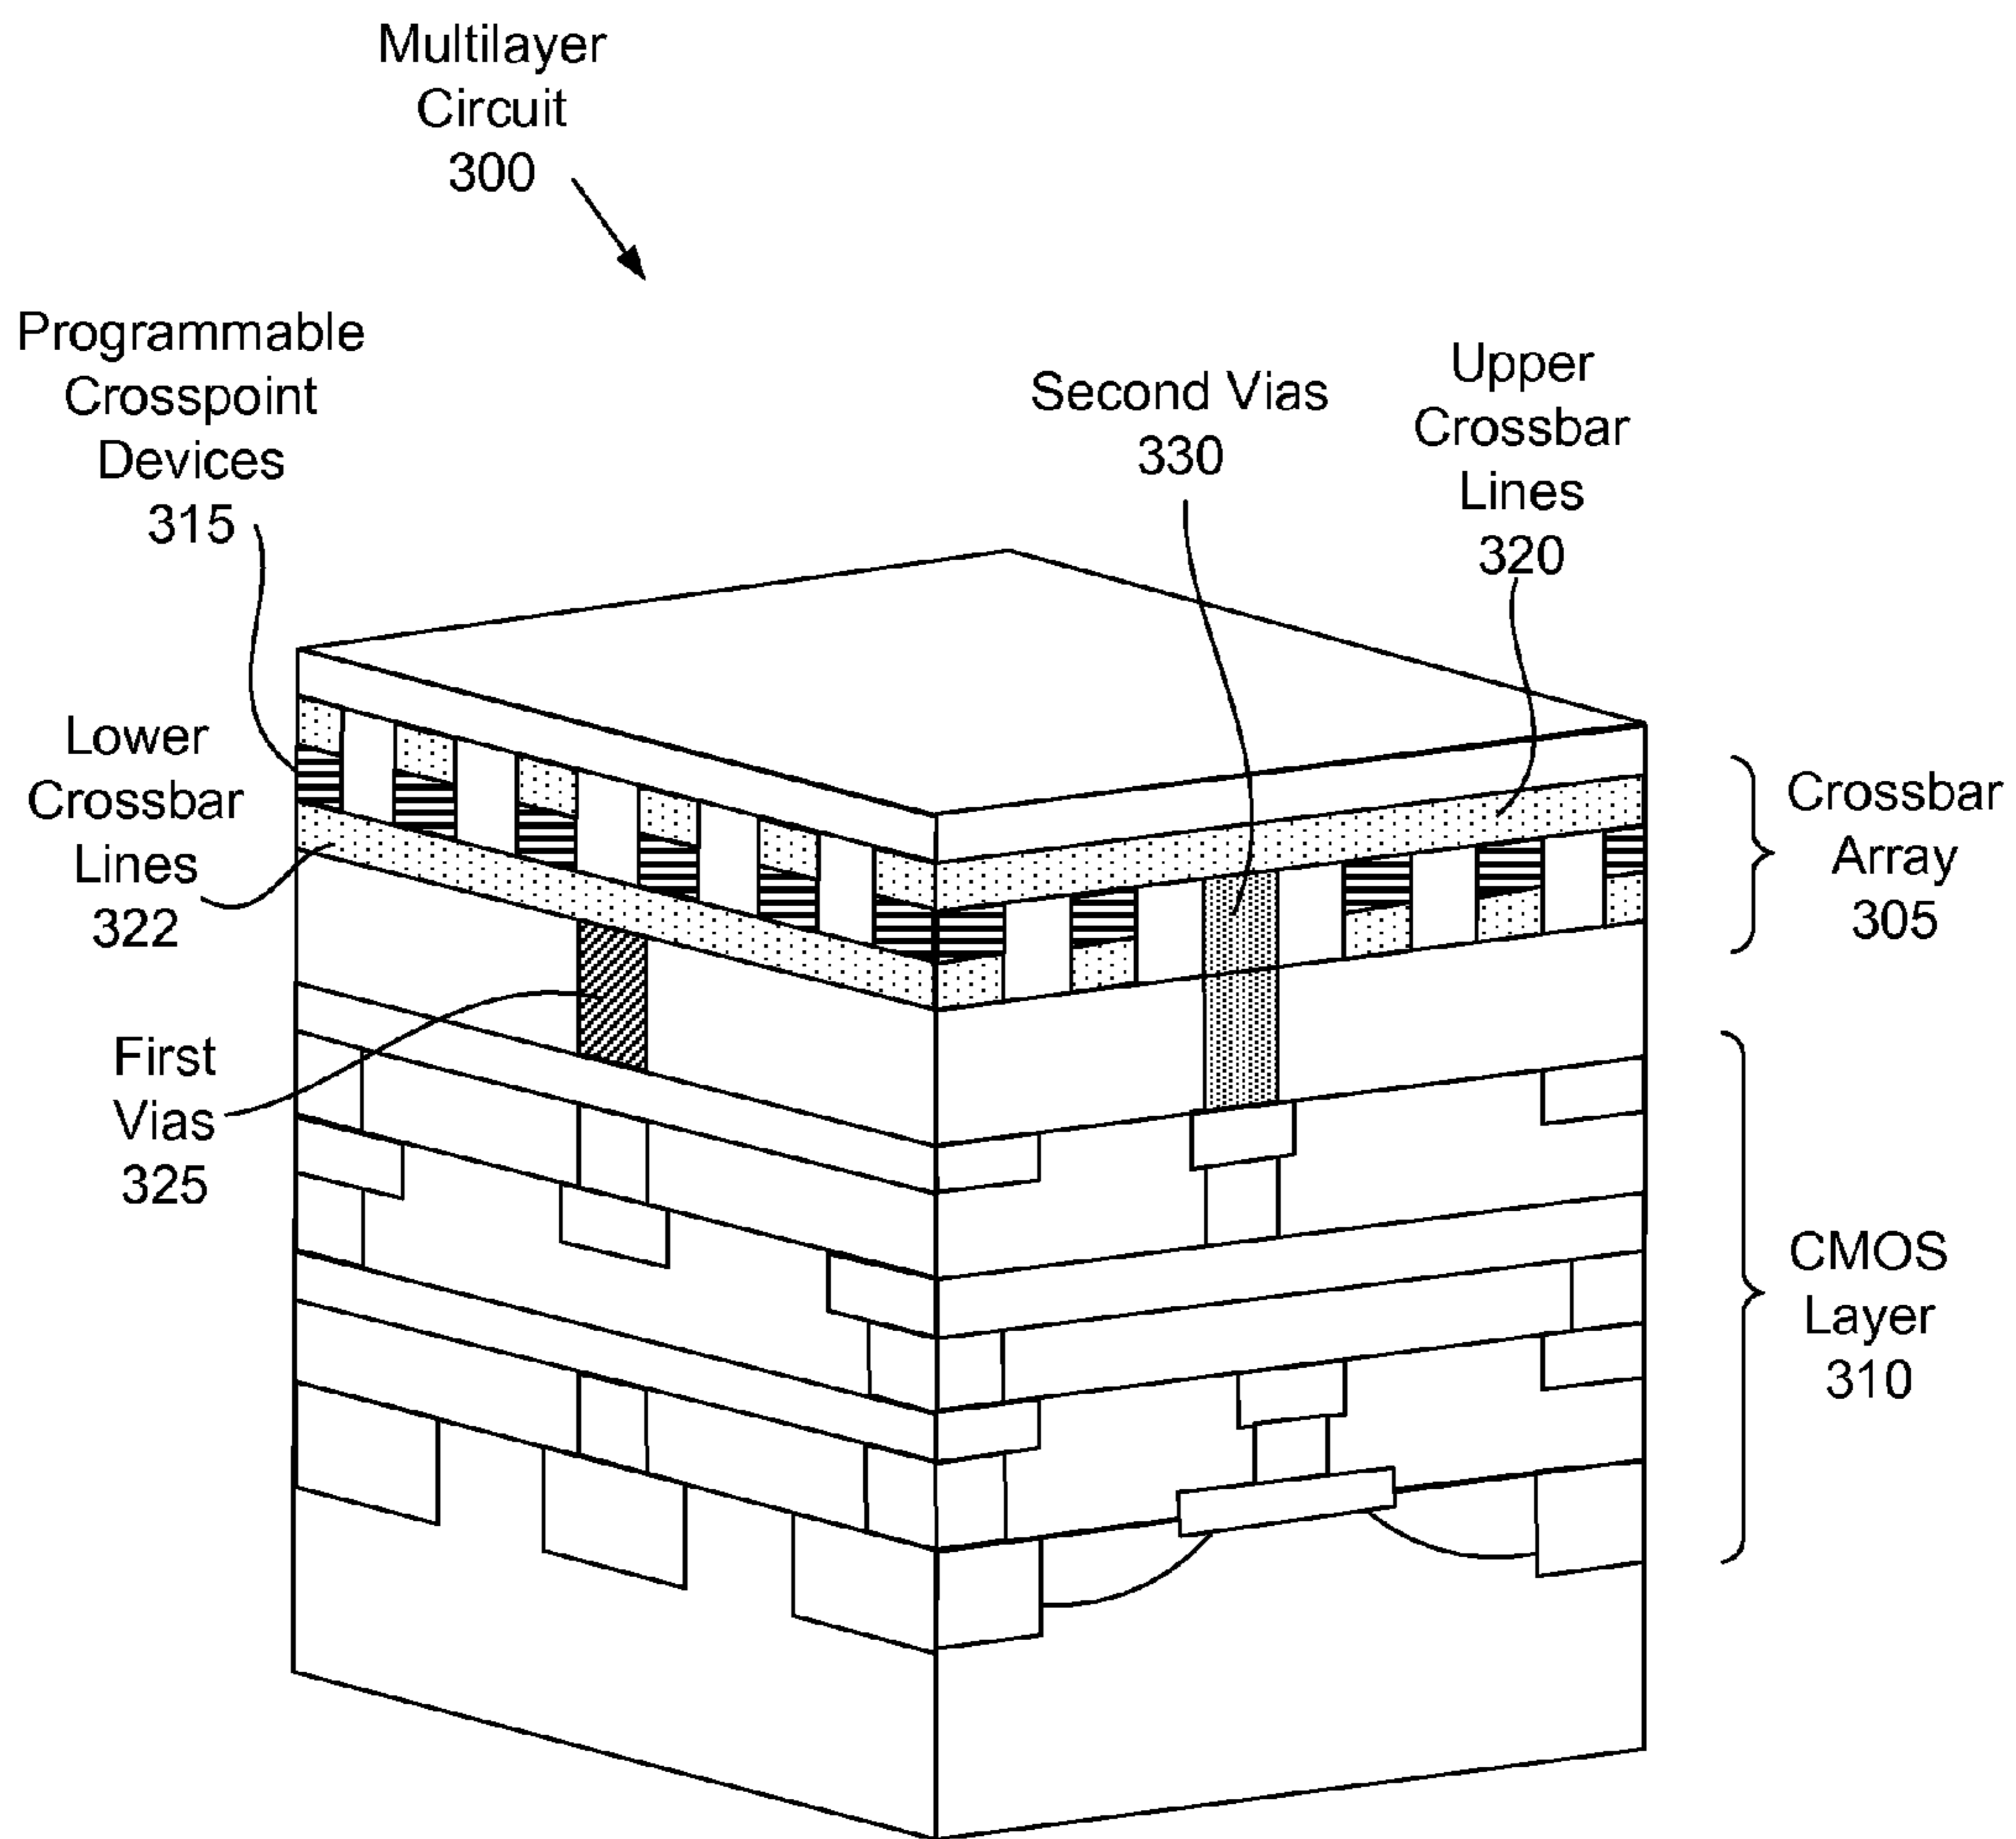 Multilayer
Circuit
300
Programmable
Crosspoint
Devices
315
Second Vias
330
Upper
Crossbar
Lines
320
Lower
Crossbar
Lines
322
Crossbar
Array
305
First
Vias
325
CMOS
Layer
310